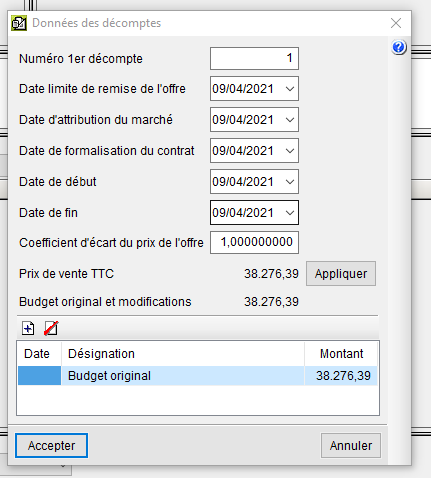 Données des décomptes
Numéro 1er décompte 1
Date limite de remise de l'offre 09/04/2021
Date d'attribution du marché 09/04/2021
Date de formalisation du contrat 09/04/2021
Date de début 09/04/2021
Date de fin 09/04/2021
Coefficient d'écart du prix de l'offre 1,000000000
Prix de vente TTC 38.276,39 Appliquer
Budget original et modifications 38.276,39
Date Désignation Montant
Budget original 38.276,39
Accepter Annuler